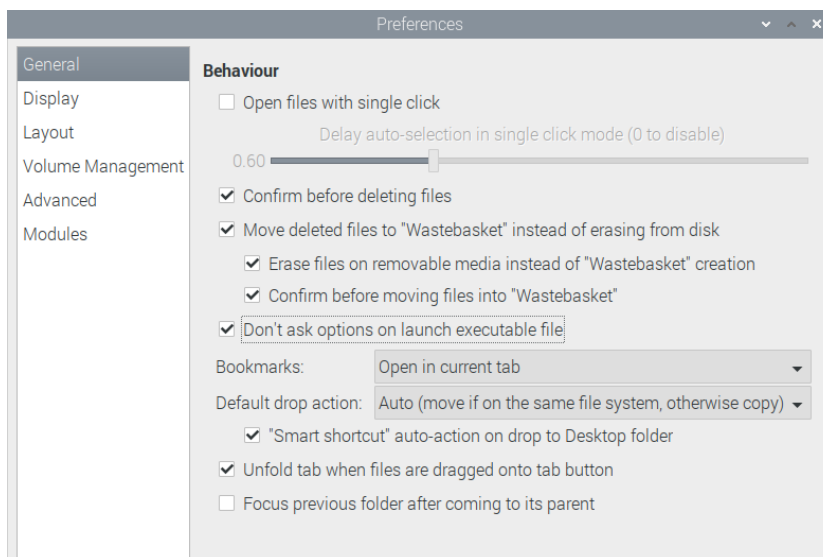 Preferences
General
Display
Layout
Volume Management
Advanced
Modules
Behaviour
Open files with single click
Delay auto-selection in single click mode (0 to disable)
0.60
Confirm before deleting files
Move deleted files to "Wastebasket" instead of erasing from disk
Erase files on removable media instead of "Wastebasket" creation
Confirm before moving files into "Wastebasket"
Don't ask options on launch executable file
Bookmarks: Open in current tab
Default drop action: Auto (move if on the same file system, otherwise copy)
"Smart shortcut" auto-action on drop to Desktop folder
Unfold tab when files are dragged onto tab button
Focus previous folder after coming to its parent